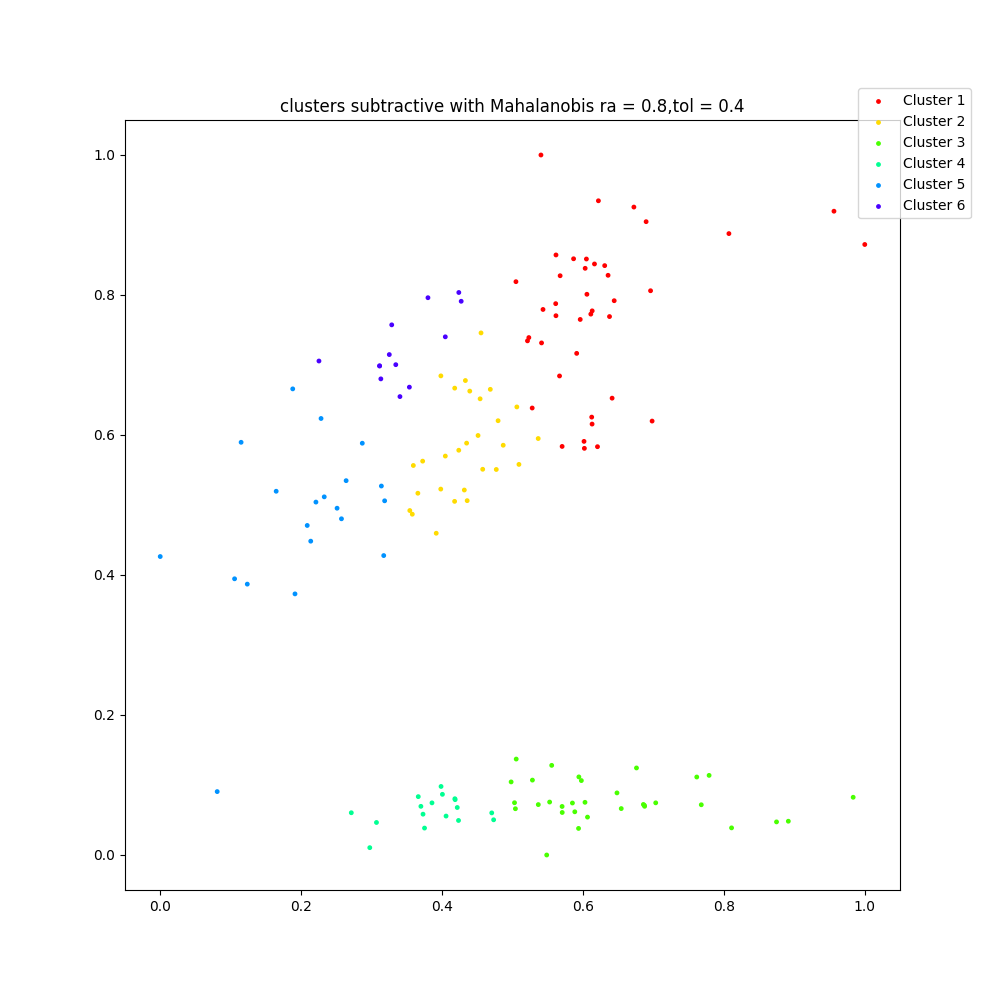 clusters subtractive with Mahalanobis ra = 0.8,tol = 0.4
Cluster 1
Cluster 2
Cluster 3
Cluster 4
Cluster 5
Cluster 6
1.0
0.8
0.6
0.4
0.2
0.0
0.0 0.2 0.4 0.6 0.8 1.0